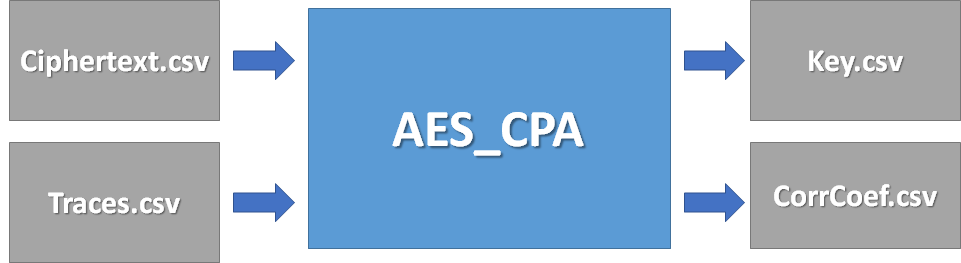 Ciphertext.csv
Traces.csv
AES_CPA
Key.csv
CorrCoef.csv